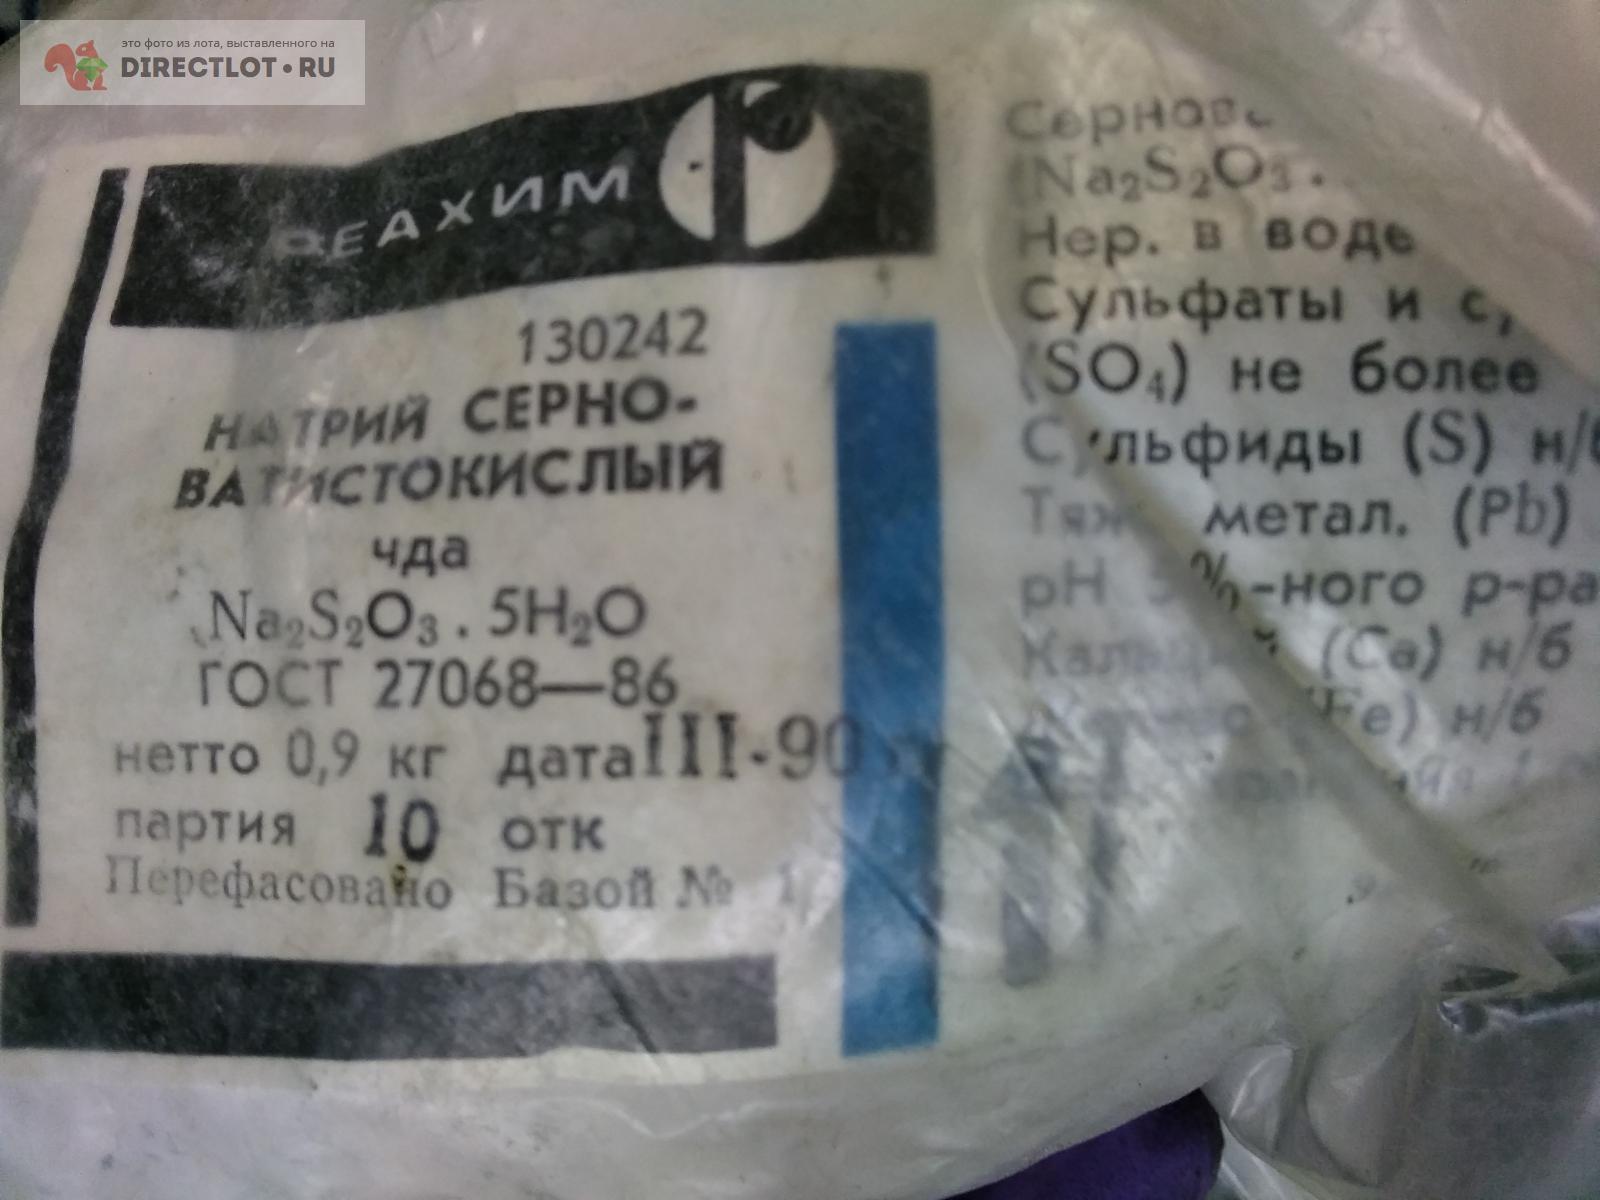 это фото из лота, выставленного на
DIRECTLOT.RU
РЕАХИМ
130242
НАТРИЙ СЕРНО-
ВАТИСТОКИСЛЫЙ
чда
Na₂S₂O₃ . 5H₂O
ГОСТ 27068—86
нетто 0,9 кг дата III-90
партия 10 отк
Перефасовано Базой № 1
(Na₂S₂O₃ .
Нер. в воде
Сульфаты и
(SO₄) не более
Сульфиды (S) н/б
метал. (Pb)
pH %-ного р-ра
(Ca) н/б
(Fe) н/б